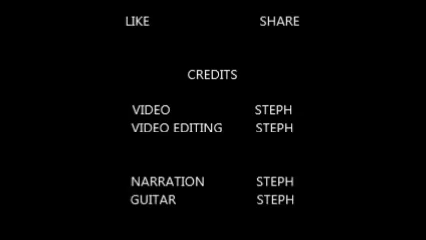 LIKE SHARE
CREDITS
VIDEO STEPH
VIDEO EDITING STEPH
NARRATION STEPH
GUITAR STEPH